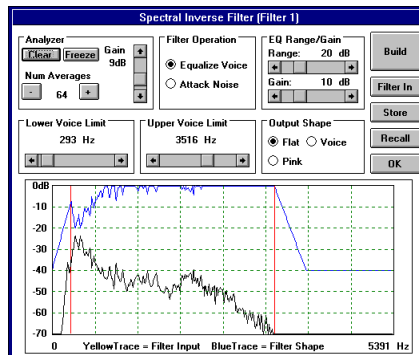 Spectral Inverse Filter (Filter 1)
Analyzer
Clear Freeze Gain
9dB
Num Averages
- 64 +
Filter Operation
Equalize Voice
Attack Noise
EQ Range/Gain
Range: 20 dB
Gain: 10 dB
Build
Filter In
Store
Recall
OK
Lower Voice Limit
293 Hz
Upper Voice Limit
3516 Hz
Output Shape
Flat Voice
Pink
0dB
-10
-20
-30
-40
-50
-60
-70
0 YellowTrace = Filter Input BlueTrace = Filter Shape 5391 Hz